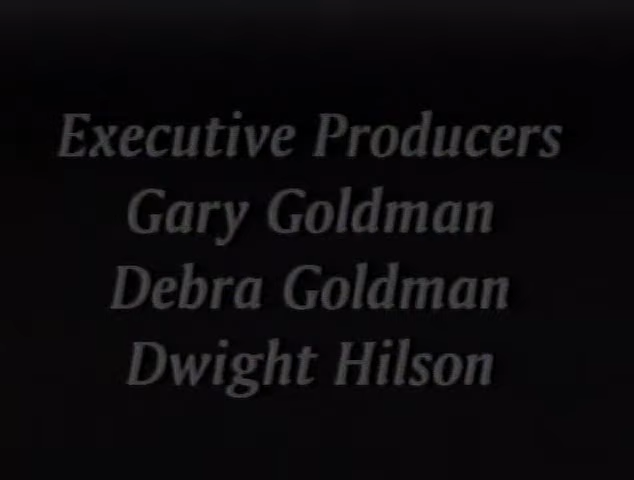 Executive Producers
Gary Goldman
Debra Goldman
Dwight Hilson